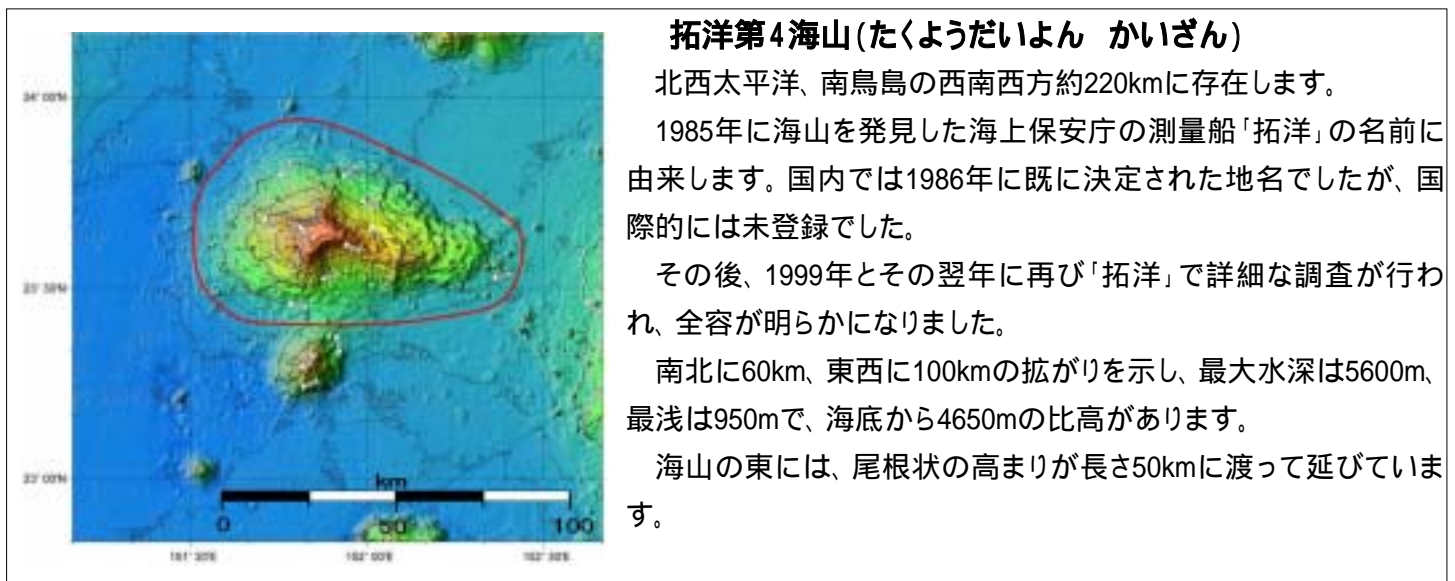 拓洋第4海山(たくようだいよん　かいざん)
北西太平洋、南鳥島の西南西方約220kmに存在します。
1985年に海山を発見した海上保安庁の測量船「拓洋」の名前に
由来します。国内では1986年に既に決定された地名でしたが、国
際的には未登録でした。
その後、1999年とその翌年に再び「拓洋」で詳細な調査が行わ
れ、全容が明らかになりました。
南北に60km、東西に100kmの拡がりを示し、最大水深は5600m、
最浅は950mで、海底から4650mの比高があります。
海山の東には、尾根状の高まりが長さ50kmに渡って延びていま
す。
24°00'N
23°30'N
23°00'N
km
0 50 100
151°30'E 152°00'E 152°30'E